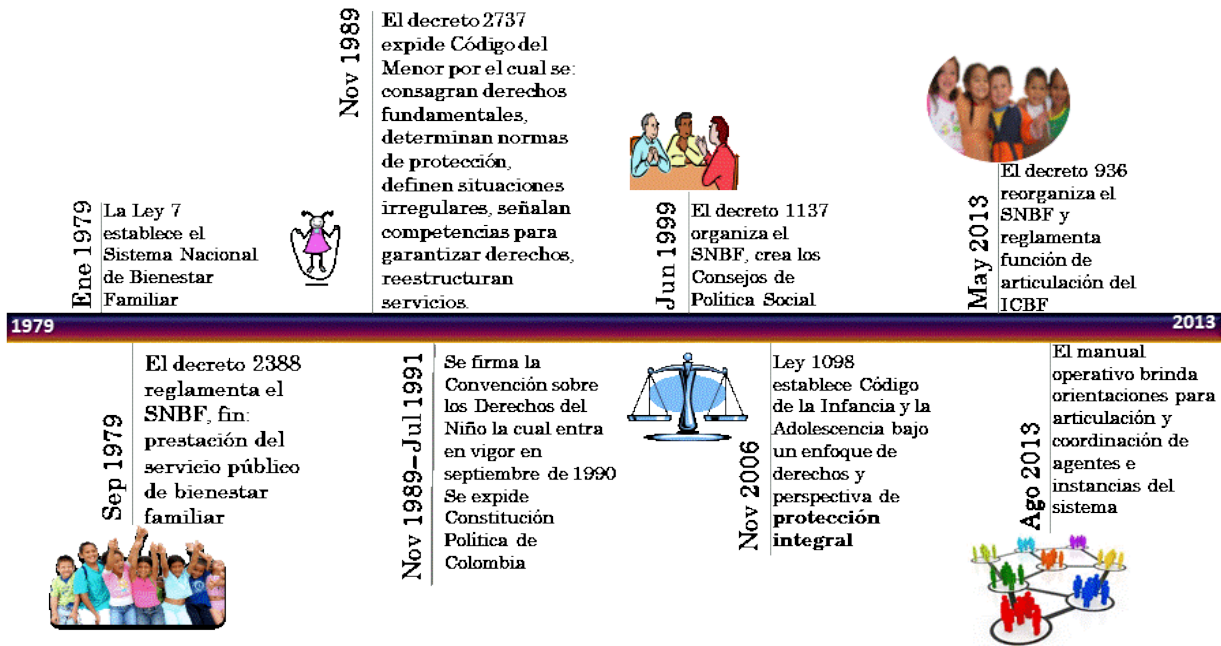 Ene 1979
La Ley 7
establece el
Sistema Nacional
de Bienestar
Familiar
Nov 1989
El decreto 2737
expide Código del
Menor por el cual se:
consagran derechos
fundamentales,
determinan normas
de protección,
definen situaciones
irregulares, señalan
competencias para
garantizar derechos,
reestructuran
servicios.
Jun 1999
El decreto 1137
organiza el
SNBF, crea los
Consejos de
Política Social
May 2013
El decreto 936
reorganiza el
SNBF y
reglamenta
función de
articulación del
ICBF
1979
2013
Sep 1979
El decreto 2388
reglamenta el
SNBF, fin:
prestación del
servicio público
de bienestar
familiar
Nov 1989–Jul 1991
Se firma la
Convención sobre
los Derechos del
Niño la cual entra
en vigor en
septiembre de 1990
Se expide
Constitución
Política de
Colombia
Nov 2006
Ley 1098
establece Código
de la Infancia y la
Adolescencia bajo
un enfoque de
derechos y
perspectiva de
protección
integral
Ago 2013
El manual
operativo brinda
orientaciones para
articulación y
coordinación de
agentes e
instancias del
sistema